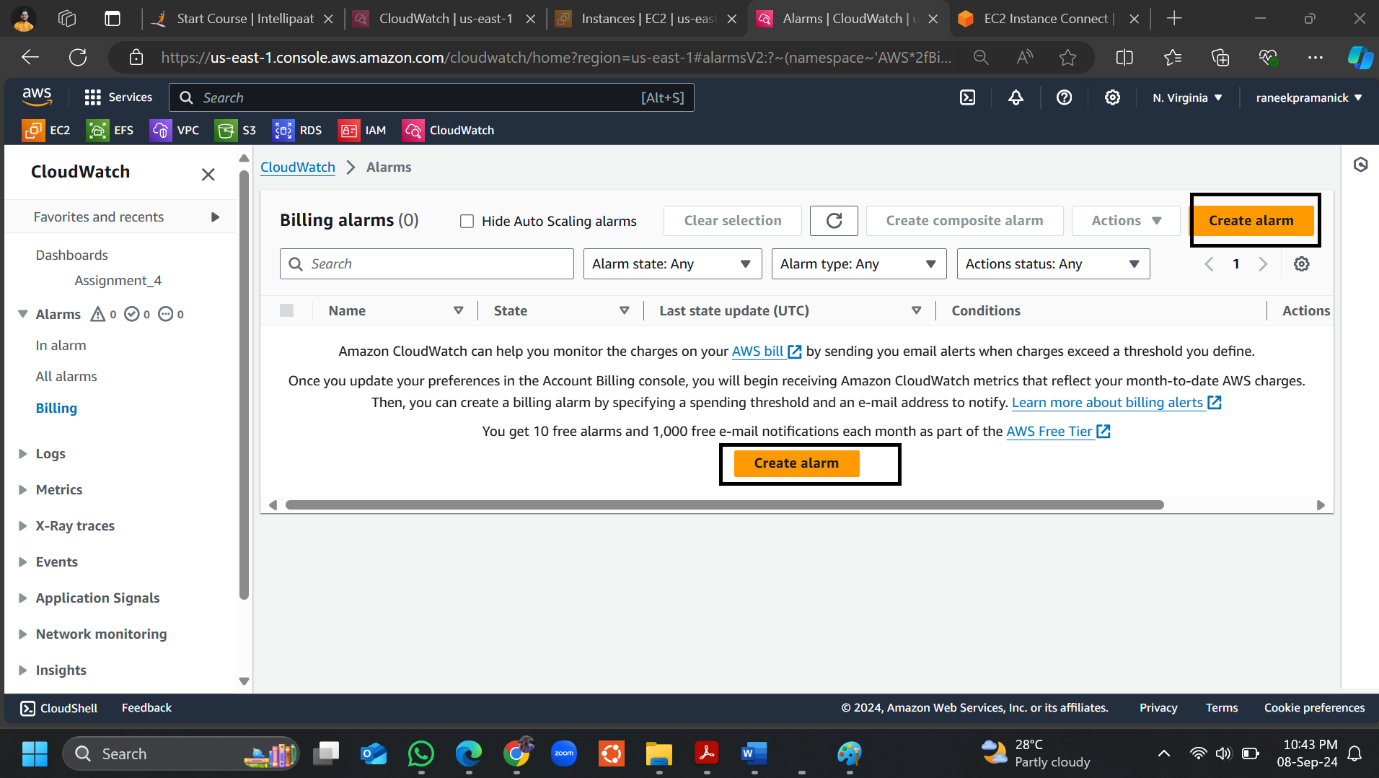 Start Course | Intellipaat
CloudWatch | us-east-1
Instances | EC2 | us-east
Alarms | CloudWatch | u
EC2 Instance Connect |
https://us-east-1.console.aws.amazon.com/cloudwatch/home?region=us-east-1#alarmsV2:?~(namespace~'AWS*2fBi...
aws
Services
Search
[Alt+S]
N. Virginia
raneekpramanick
EC2
EFS
VPC
S3
RDS
IAM
CloudWatch
CloudWatch
Favorites and recents
Dashboards
Assignment_4
Alarms 0 0 0
In alarm
All alarms
Billing
Logs
Metrics
X-Ray traces
Events
Application Signals
Network monitoring
Insights
CloudWatch > Alarms
Billing alarms (0)
Hide Auto Scaling alarms
Clear selection
Create composite alarm
Actions
Create alarm
Search
Alarm state: Any
Alarm type: Any
Actions status: Any
1
Name
State
Last state update (UTC)
Conditions
Actions
Amazon CloudWatch can help you monitor the charges on your AWS bill by sending you email alerts when charges exceed a threshold you define.
Once you update your preferences in the Account Billing console, you will begin receiving Amazon CloudWatch metrics that reflect your month-to-date AWS charges.
Then, you can create a billing alarm by specifying a spending threshold and an e-mail address to notify. Learn more about billing alerts
You get 10 free alarms and 1,000 free e-mail notifications each month as part of the AWS Free Tier
Create alarm
CloudShell
Feedback
© 2024, Amazon Web Services, Inc. or its affiliates.
Privacy
Terms
Cookie preferences
Search
zoom
28°C
Partly cloudy
10:43 PM
08-Sep-24